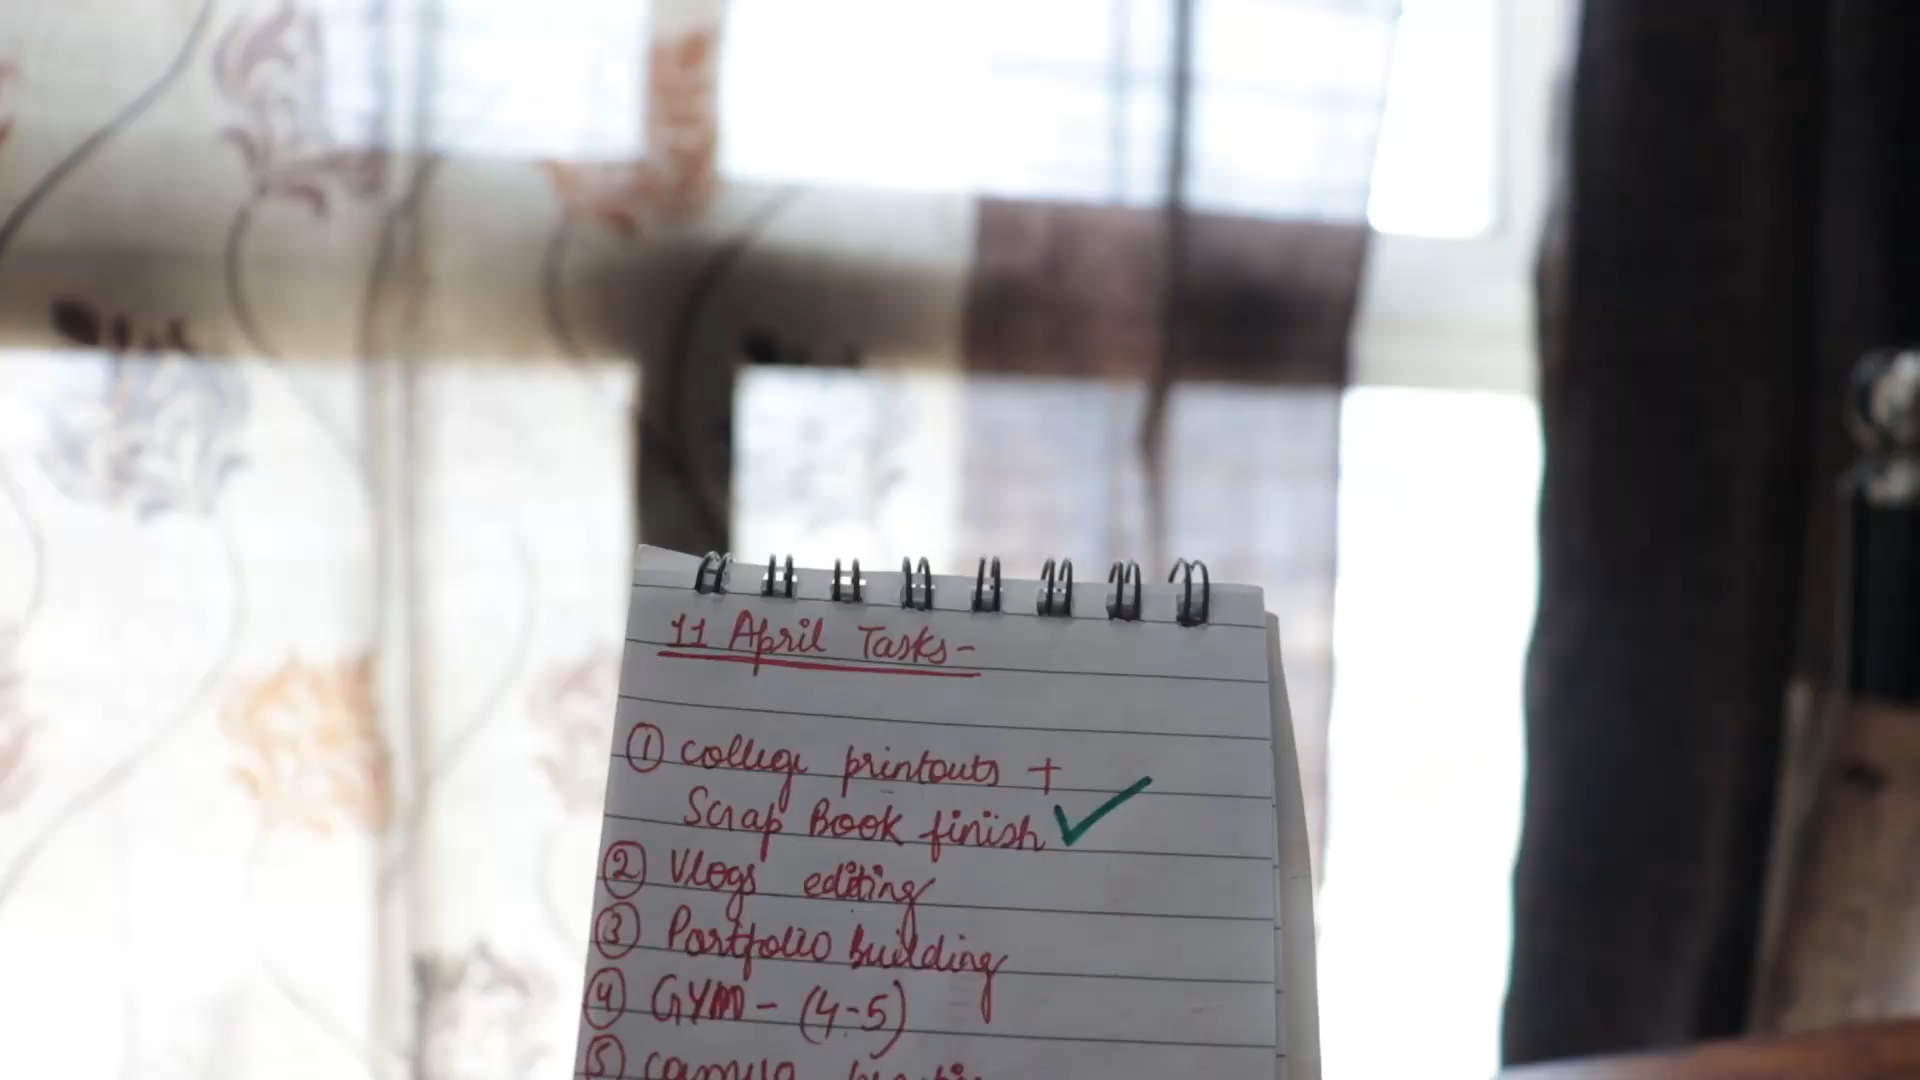 11 April Tasks-
① college printouts +
Scrap Book finish ✓
② Vlogs editing
③ Portfolio building
④ GYM - (4-5)
⑤